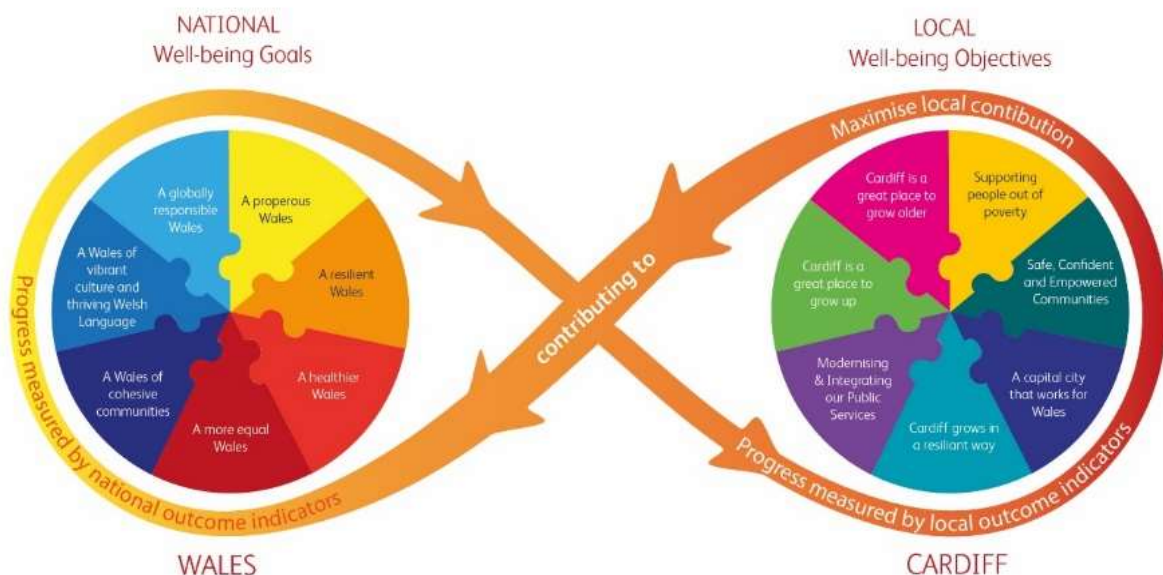 NATIONAL
Well-being Goals
LOCAL
Well-being Objectives
Progress measured by national outcome indicators
A globally
responsible
Wales
A properous
Wales
A resilient
Wales
A healthier
Wales
A more equal
Wales
A Wales of
cohesive
communities
A Wales of
vibrant
culture and
thriving Welsh
Language
contributing to
Maximise local contibution
Progress measured by local outcome indicators
Cardiff is a
great place to
grow older
Supporting
people out of
poverty
Safe, Confident
and Empowered
Communities
A capital city
that works for
Wales
Cardiff grows in
a resiliant way
Modernising
& Integrating
our Public
Services
Cardiff is a
great place to
grow up
WALES
CARDIFF